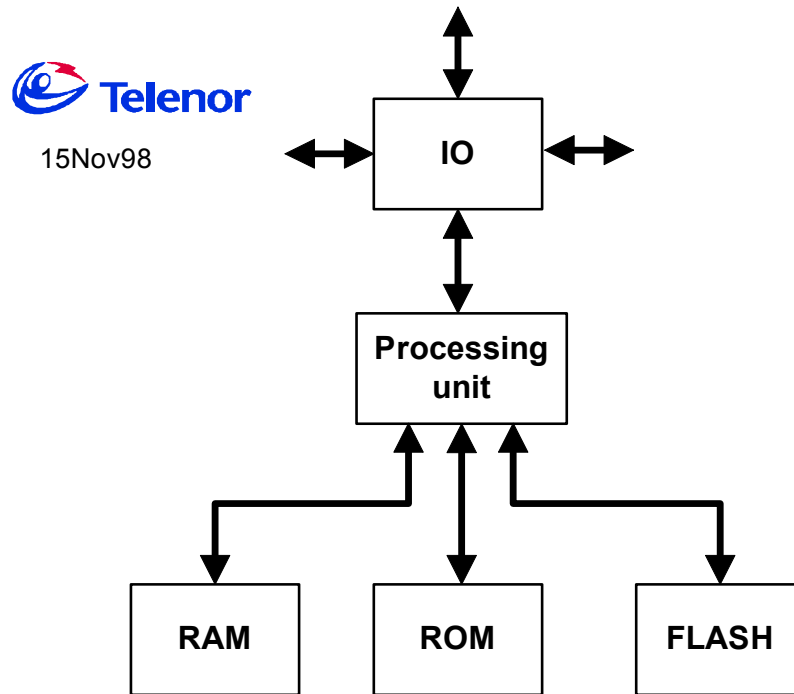 Telenor
15Nov98
IO
Processing
unit
RAM
ROM
FLASH